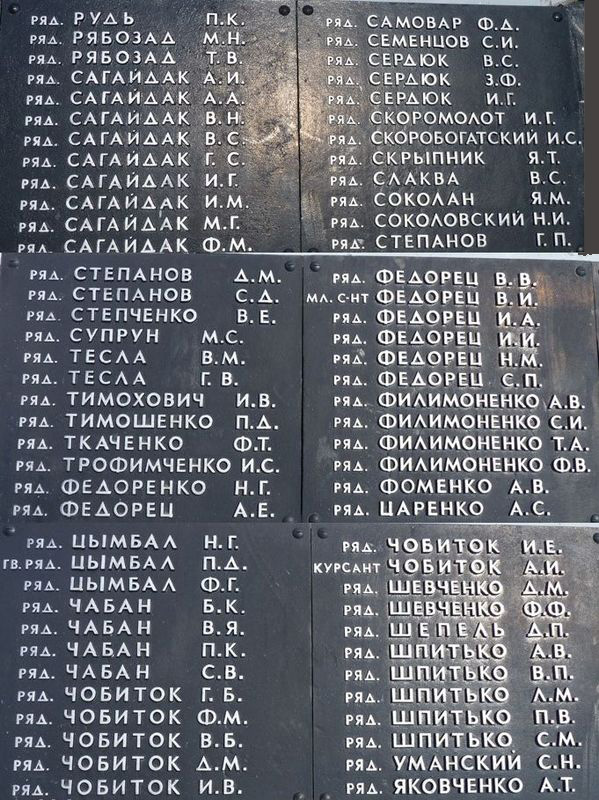 РЯД. РУДЬ П.К.
РЯД. РЯБОЗАД М.Н.
РЯД. РЯБОЗАД Т.В.
РЯД. САГАЙДАК А.И.
РЯД. САГАЙДАК А.А.
РЯД. САГАЙДАК В.Н.
РЯД. САГАЙДАК В.С.
РЯД. САГАЙДАК Г.С.
РЯД. САГАЙДАК И.Г.
РЯД. САГАЙДАК И.М.
РЯД. САГАЙДАК М.Г.
РЯД. САГАЙДАК Ф.М.
РЯД. САМОВАР Ф.Д.
РЯД. СЕМЕНЦОВ С.И.
РЯД. СЕРДЮК В.С.
РЯД. СЕРДЮК З.Ф.
РЯД. СЕРДЮК И.Г.
РЯД. СКОРОМОЛОТ И.Г.
РЯД. СКОРОБОГАТСКИЙ И.С.
РЯД. СКРЫПНИК Я.Т.
РЯД. СЛАКВА В.С.
РЯД. СОКОЛАН Я.М.
РЯД. СОКОЛОВСКИЙ Н.И.
РЯД. СТЕПАНОВ Г.П.
РЯД. СТЕПАНОВ Д.М.
РЯД. СТЕПАНОВ С.Д.
РЯД. СТЕПЧЕНКО В.Е.
РЯД. СУПРУН М.С.
РЯД. ТЕСЛА В.М.
РЯД. ТЕСЛА Г.В.
РЯД. ТИМОХОВИЧ И.В.
РЯД. ТИМОШЕНКО П.Д.
РЯД. ТКАЧЕНКО Ф.Т.
РЯД. ТРОФИМЧЕНКО И.С.
РЯД. ФЕДОРЕНКО Н.Г.
РЯД. ФЕДОРЕЦ А.Е.
РЯД. ФЕДОРЕЦ В.В.
МЛ. С-НТ ФЕДОРЕЦ В.И.
РЯД. ФЕДОРЕЦ И.А.
РЯД. ФЕДОРЕЦ И.И.
РЯД. ФЕДОРЕЦ Н.М.
РЯД. ФЕДОРЕЦ С.П.
РЯД. ФИЛИМОНЕНКО А.В.
РЯД. ФИЛИМОНЕНКО С.И.
РЯД. ФИЛИМОНЕНКО Т.А.
РЯД. ФИЛИМОНЕНКО Ф.В.
РЯД. ФОМЕНКО А.В.
РЯД. ЦАРЕНКО А.С.
РЯД. ЦЫМБАЛ Н.Г.
ГВ. РЯД. ЦЫМБАЛ П.Д.
РЯД. ЦЫМБАЛ Ф.Г.
РЯД. ЧАБАН Б.К.
РЯД. ЧАБАН В.Я.
РЯД. ЧАБАН П.К.
РЯД. ЧАБАН С.В.
РЯД. ЧОБИТОК Г.Б.
РЯД. ЧОБИТОК Ф.М.
РЯД. ЧОБИТОК В.Б.
РЯД. ЧОБИТОК Д.М.
РЯД. ЧОБИТОК И.В.
РЯД. ЧОБИТОК И.Е.
КУРСАНТ ЧОБИТОК А.И.
РЯД. ШЕВЧЕНКО Д.М.
РЯД. ШЕВЧЕНКО Ф.Ф.
РЯД. ШЕПЕЛЬ Д.П.
РЯД. ШПИТЬКО А.В.
РЯД. ШПИТЬКО В.П.
РЯД. ШПИТЬКО Л.М.
РЯД. ШПИТЬКО П.В.
РЯД. ШПИТЬКО С.М.
РЯД. УМАНСКИЙ С.Н.
РЯД. ЯКОВЧЕНКО А.Т.